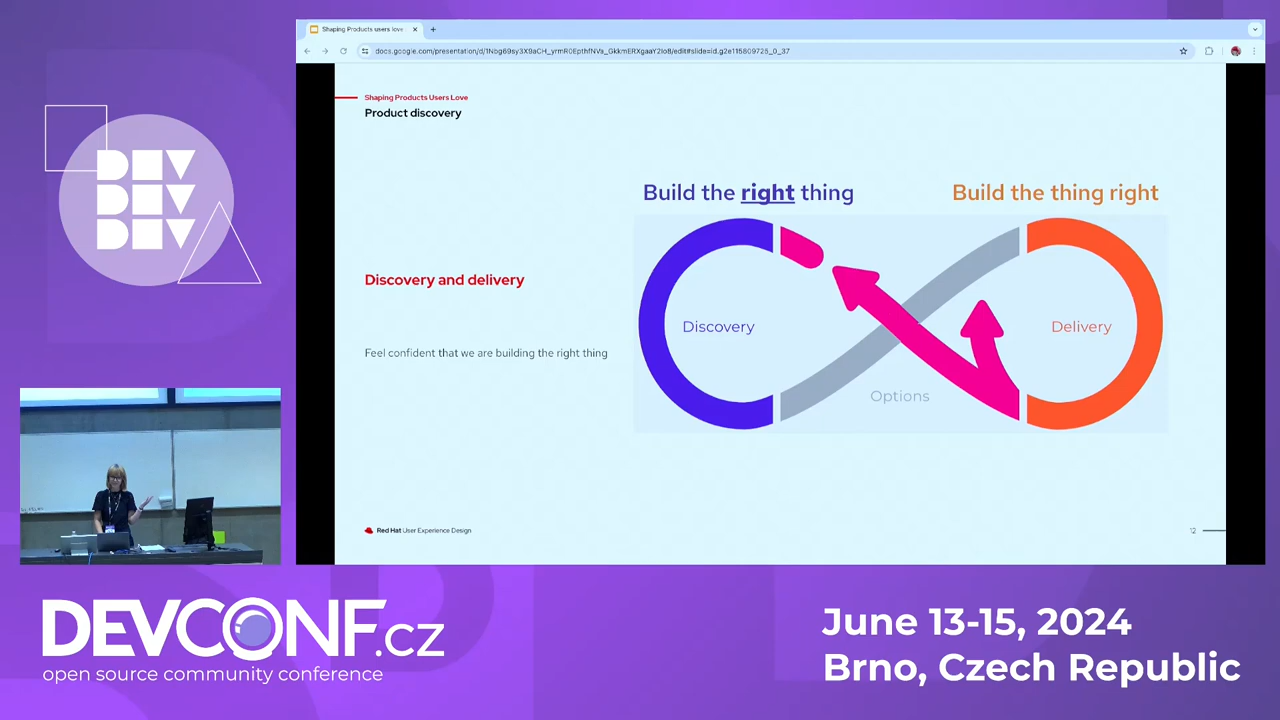 Shaping Products users love
docs.google.com/presentation/d/1Nbg69sy3X9aCH_yrmR0EpthfNVa_GkkmERXgaaY2Io8/edit#slide=id.g2e115809725_0_37
Shaping Products Users Love
Product discovery
Build the right thing
Build the thing right
Discovery and delivery
Discovery
Delivery
Feel confident that we are building the right thing
Options
Red Hat User Experience Design
12
DEV
DEV
DEV
DEVCONF.cz
open source community conference
June 13-15, 2024
Brno, Czech Republic